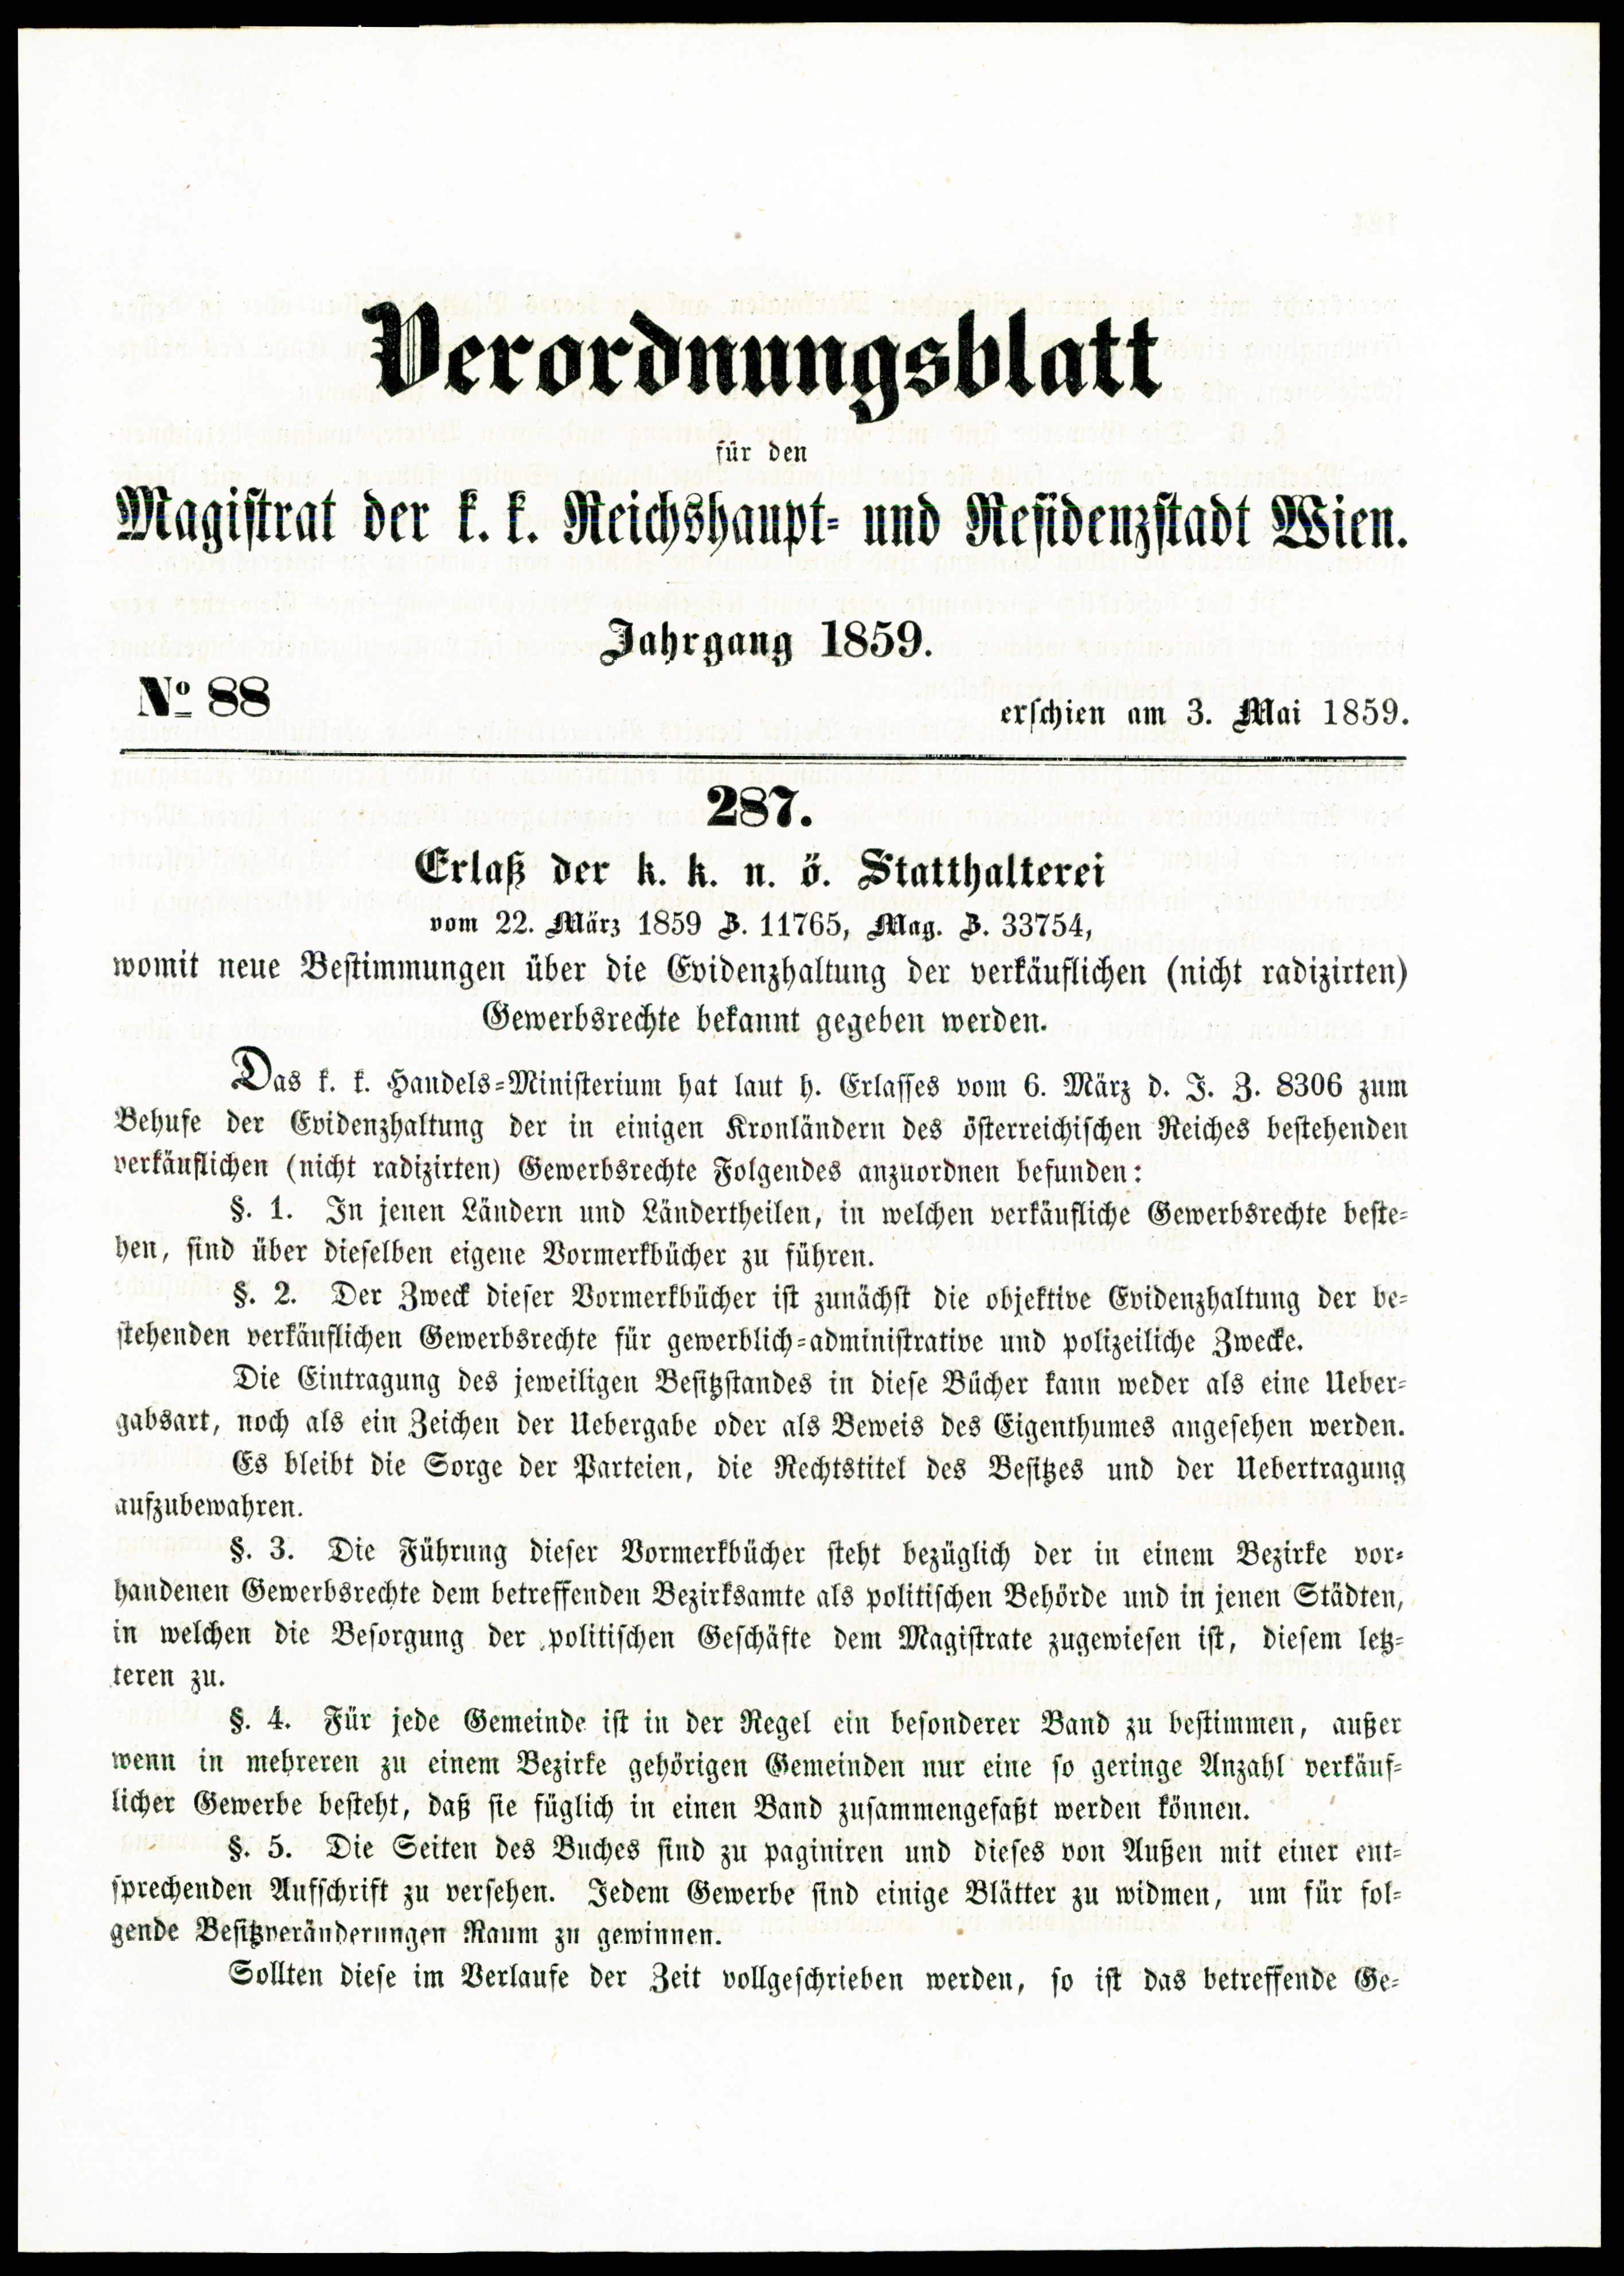 Verordnungsblatt
für den
Magistrat der k. k. Reichshaupt- und Residenzstadt Wien.
Jahrgang 1859.
No 88
erschien am 3. Mai 1859.
287.
Erlaß der k. k. n. ö. Statthalterei
vom 22. März 1859 Z. 11765, Mag. Z. 33754,
womit neue Bestimmungen über die Evidenzhaltung der verkäuflichen (nicht radizirten)
Gewerbsrechte bekannt gegeben werden.
Das k. k. Handels-Ministerium hat laut h. Erlasses vom 6. März d. J. Z. 8306 zum
Behufe der Evidenzhaltung der in einigen Kronländern des österreichischen Reiches bestehenden
verkäuflichen (nicht radizirten) Gewerbsrechte Folgendes anzuordnen befunden:
§. 1. In jenen Ländern und Ländertheilen, in welchen verkäufliche Gewerbsrechte beste-
hen, sind über dieselben eigene Vormerkbücher zu führen.
§. 2. Der Zweck dieser Vormerkbücher ist zunächst die objektive Evidenzhaltung der be-
stehenden verkäuflichen Gewerbsrechte für gewerblich-administrative und polizeiliche Zwecke.
Die Eintragung des jeweiligen Besitzstandes in diese Bücher kann weder als eine Ueber-
gabsart, noch als ein Zeichen der Uebergabe oder als Beweis des Eigenthumes angesehen werden.
Es bleibt die Sorge der Parteien, die Rechtstitel des Besitzes und der Uebertragung
aufzubewahren.
§. 3. Die Führung dieser Vormerkbücher steht bezüglich der in einem Bezirke vor-
handenen Gewerbsrechte dem betreffenden Bezirksamte als politischen Behörde und in jenen Städten,
in welchen die Besorgung der politischen Geschäfte dem Magistrate zugewiesen ist, diesem letz-
teren zu.
§. 4. Für jede Gemeinde ist in der Regel ein besonderer Band zu bestimmen, außer
wenn in mehreren zu einem Bezirke gehörigen Gemeinden nur eine so geringe Anzahl verkäuf-
licher Gewerbe besteht, daß sie füglich in einen Band zusammengefaßt werden können.
§. 5. Die Seiten des Buches sind zu paginiren und dieses von Außen mit einer ent-
sprechenden Aufschrift zu versehen. Jedem Gewerbe sind einige Blätter zu widmen, um für fol-
gende Besitzveränderungen Raum zu gewinnen.
Sollten diese im Verlaufe der Zeit vollgeschrieben werden, so ist das betreffende Ge-